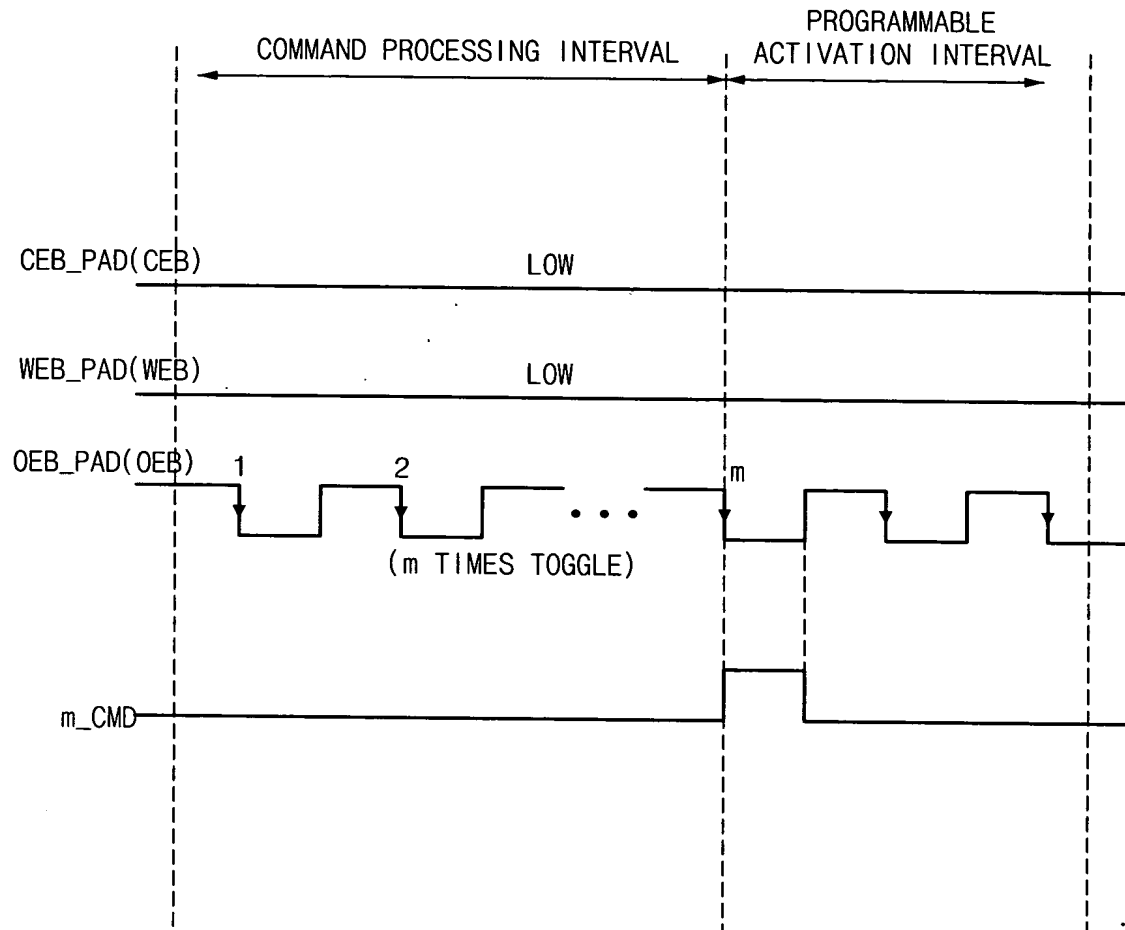 PROGRAMMABLE
COMMAND PROCESSING INTERVAL
ACTIVATION INTERVAL
CEB_PAD(CEB)
LOW
WEB_PAD(WEB)
LOW
OEB_PAD(OEB)
1
2
m
• • •
(m TIMES TOGGLE)
m_CMD